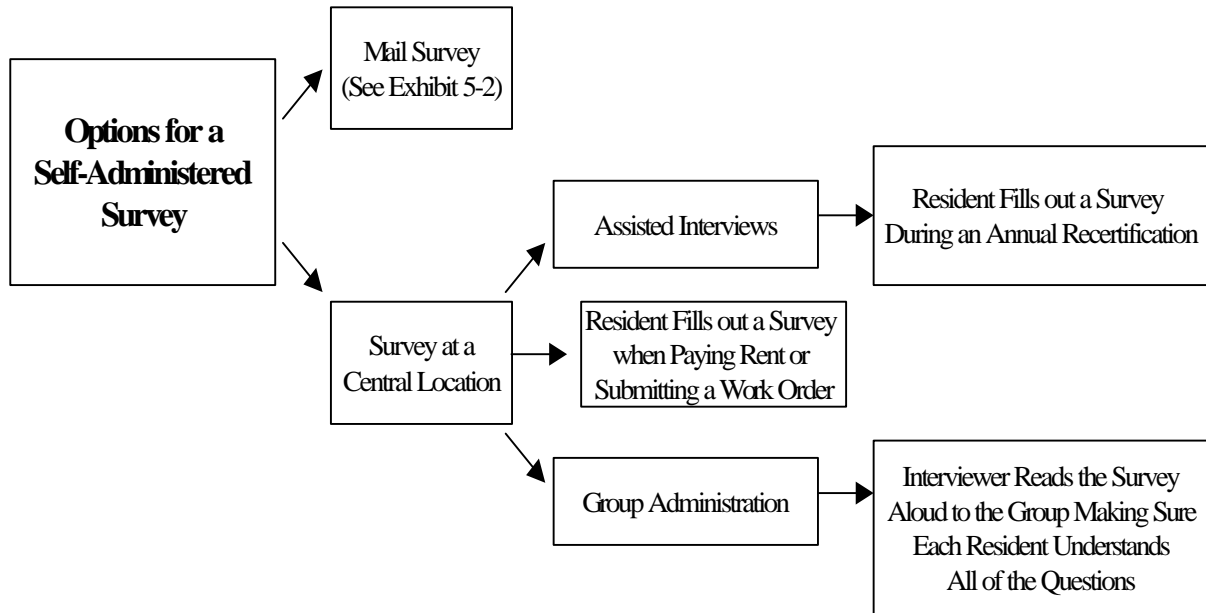 Options for a
Self-Administered
Survey
Mail Survey
(See Exhibit 5-2)
Survey at a
Central Location
Assisted Interviews
Resident Fills out a Survey
During an Annual Recertification
Resident Fills out a Survey
when Paying Rent or
Submitting a Work Order
Group Administration
Interviewer Reads the Survey
Aloud to the Group Making Sure
Each Resident Understands
All of the Questions